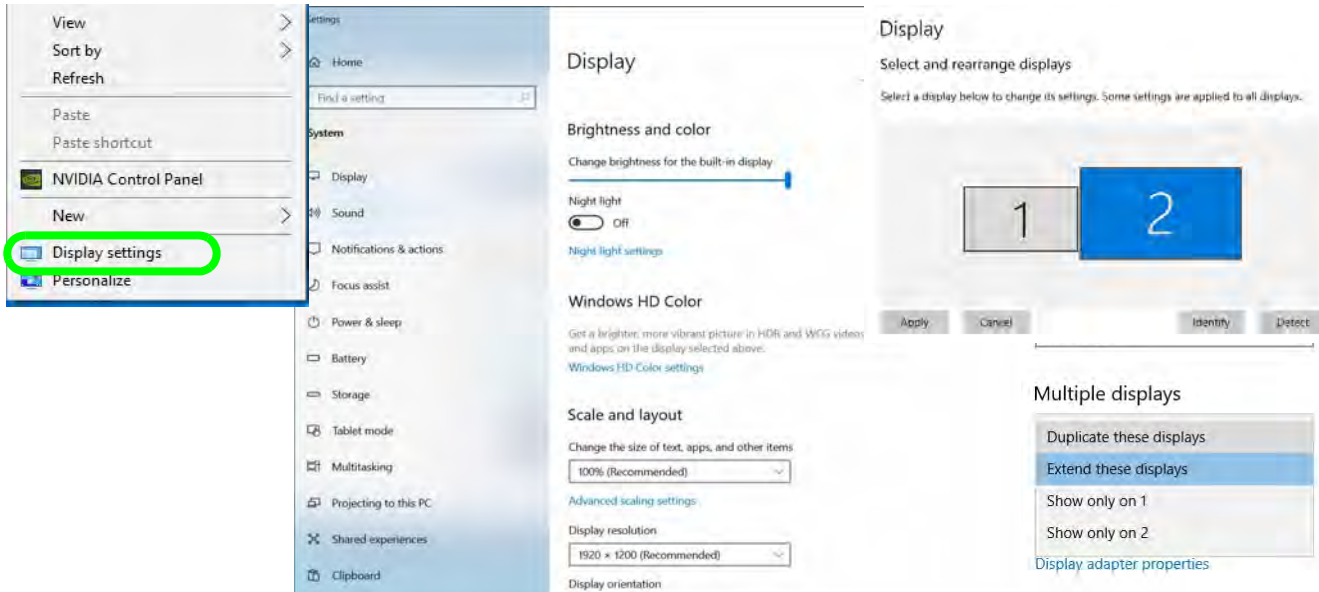 View
Sort by
Refresh
Paste
Paste shortcut
NVIDIA Control Panel
New
Display settings
Personalize
Settings
Home
Find a setting
System
Display
Sound
Notifications & actions
Focus assist
Power & sleep
Battery
Storage
Tablet mode
Multitasking
Projecting to this PC
Shared experiences
Clipboard
Display
Brightness and color
Change brightness for the built-in display
Night light
Off
Night light settings
Windows HD Color
Get a brighter, more vibrant picture in HDR and WCG videos
and apps on the display selected above.
Windows HD Color settings
Scale and layout
Change the size of text, apps, and other items
100% (Recommended)
Advanced scaling settings
Display resolution
1920 × 1200 (Recommended)
Display orientation
Display
Select and rearrange displays
Select a display below to change its settings. Some settings are applied to all displays.
1
2
Apply Cancel Identify Detect
Multiple displays
Duplicate these displays
Extend these displays
Show only on 1
Show only on 2
Display adapter properties